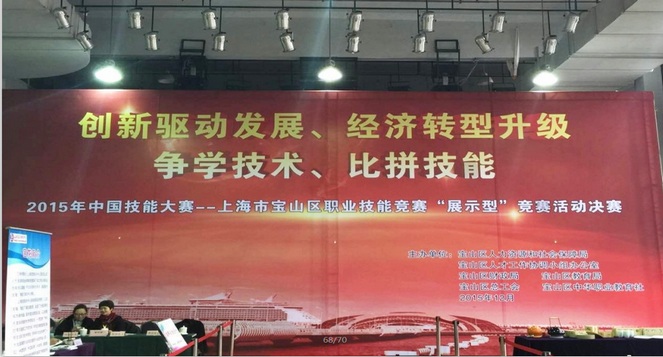 创新驱动发展、经济转型升级
争学技术、比拼技能
2015年中国技能大赛--上海市宝山区职业技能竞赛“展示型”竞赛活动决赛
主办单位：宝山区人力资源和社会保障局
宝山区人才工作协调小组办公室
宝山区财政局 宝山区教育局
宝山区总工会 宝山区中华职业教育社
2015年12月
68/70